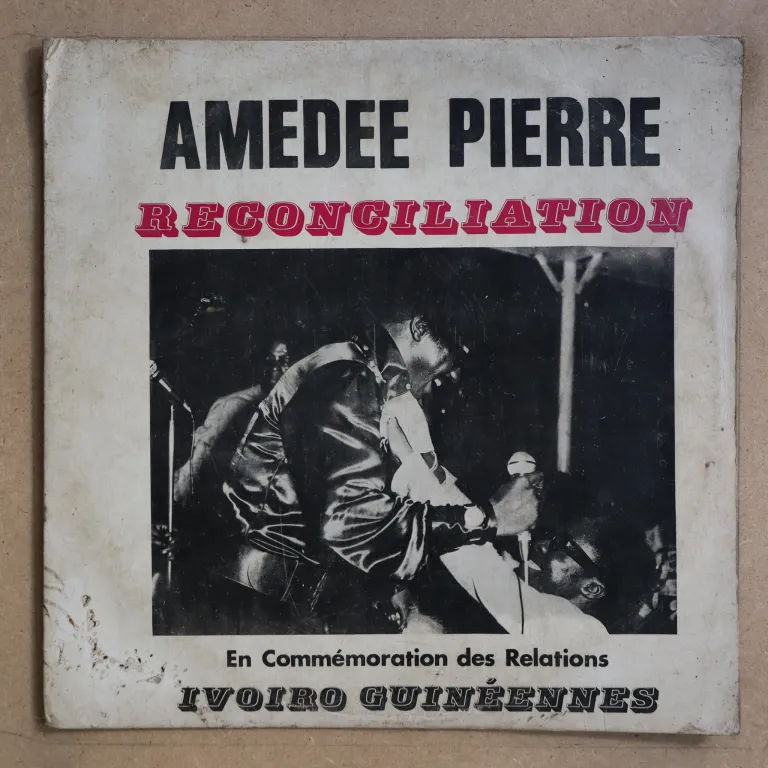 AMEDEE PIERRE
RECONCILIATION
En Commémoration des Relations
IVOIRO GUINÉENNES